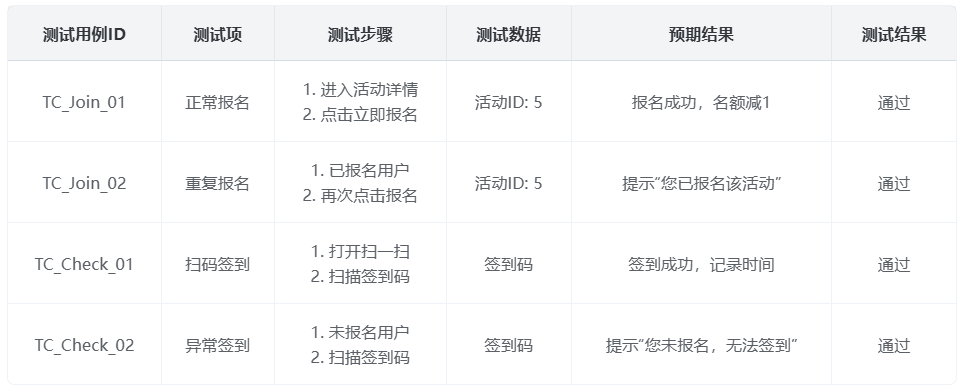 测试用例ID 测试项 测试步骤 测试数据 预期结果 测试结果
TC_Join_01 正常报名 1. 进入活动详情 活动ID: 5 报名成功，名额减1 通过
2. 点击立即报名
TC_Join_02 重复报名 1. 已报名用户 活动ID: 5 提示“您已报名该活动” 通过
2. 再次点击报名
TC_Check_01 扫码签到 1. 打开扫一扫 签到码 签到成功，记录时间 通过
2. 扫描签到码
TC_Check_02 异常签到 1. 未报名用户 签到码 提示“您未报名，无法签到” 通过
2. 扫描签到码